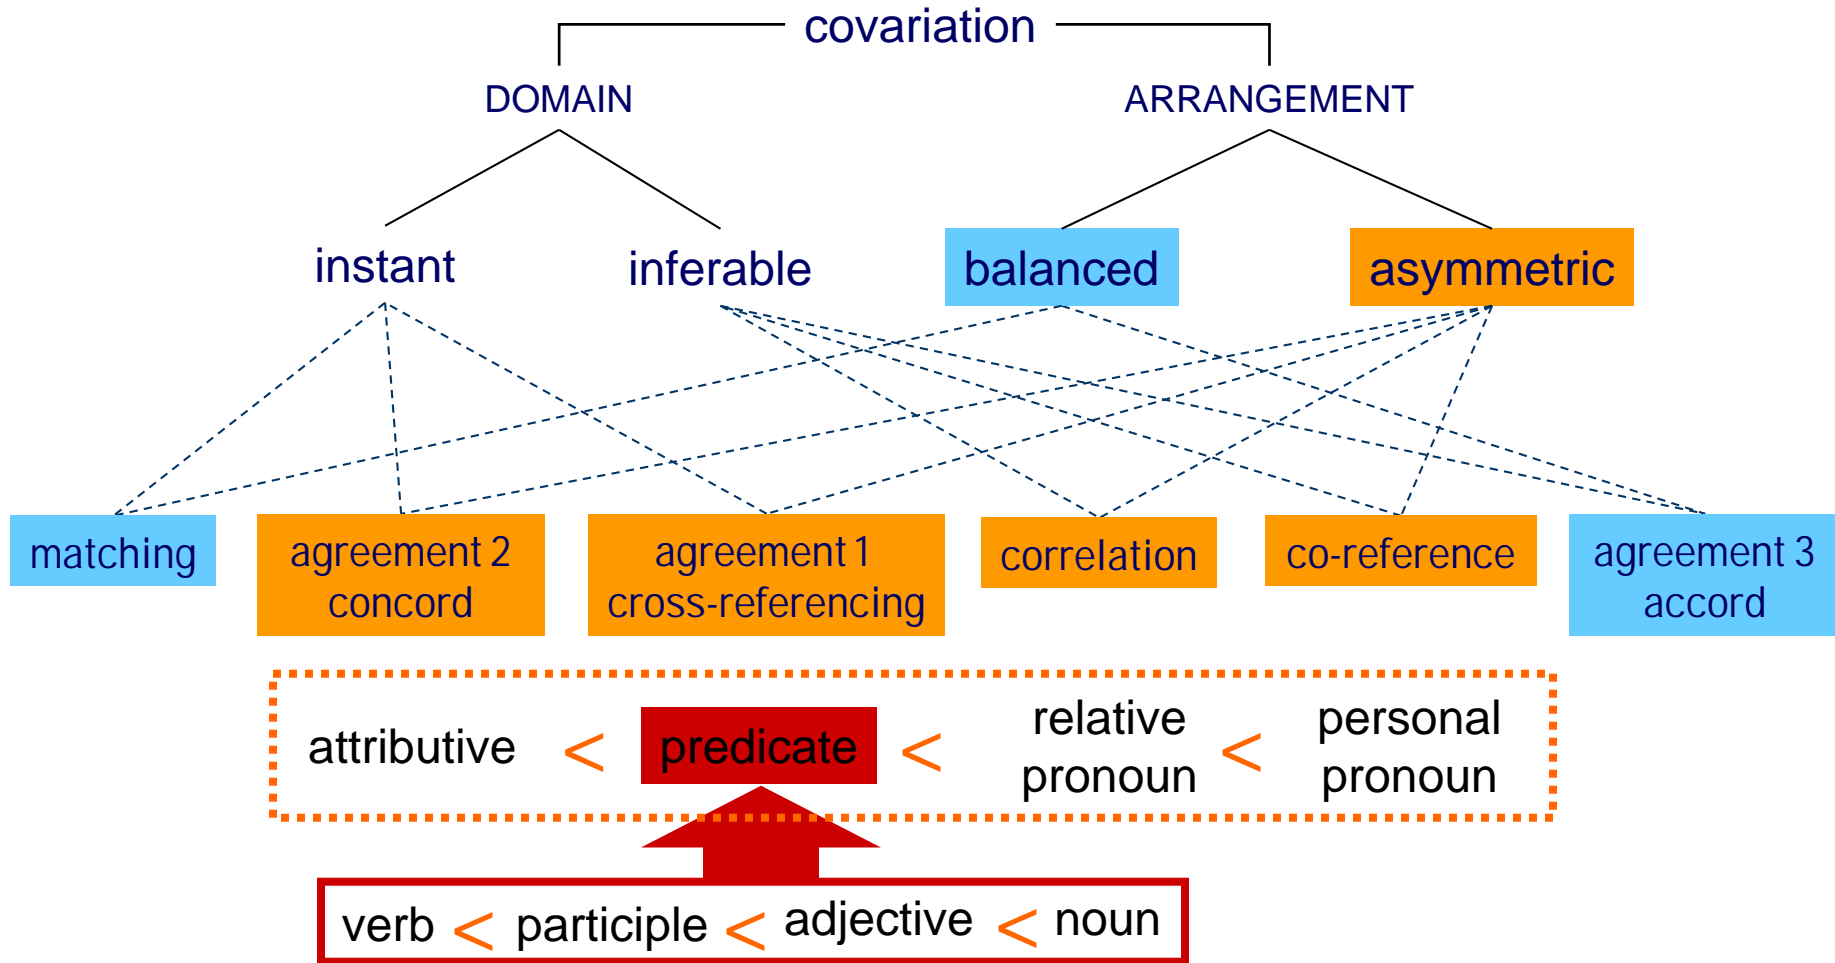 covariation
DOMAIN
ARRANGEMENT
instant
inferable
balanced
asymmetric
matching
agreement 2
concord
agreement 1
cross-referencing
correlation
co-reference
agreement 3
accord
attributive < predicate < relative
pronoun < personal
pronoun
verb < participle < adjective < noun